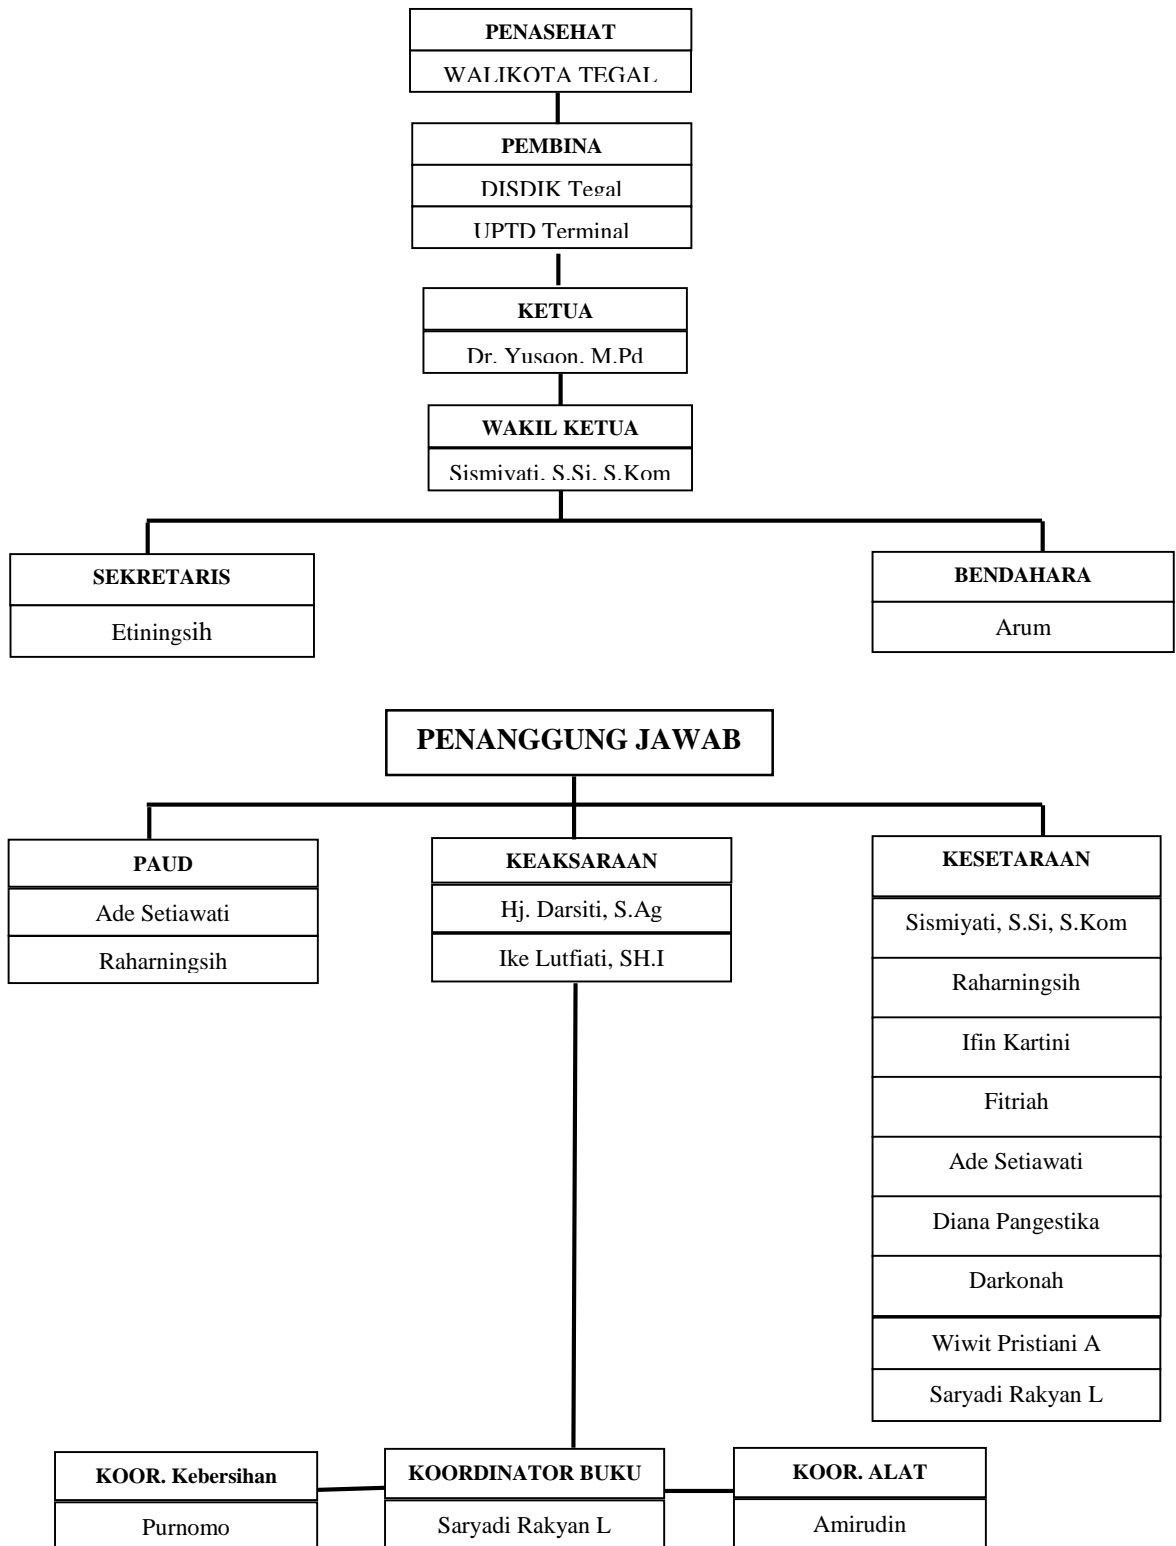 PENASEHAT
WALIKOTA TEGAL
PEMBINA
DISDIK Tegal
UPTD Terminal
KETUA
Dr. Yusqon, M.Pd
WAKIL KETUA
Sismiyati, S.Si, S.Kom
SEKRETARIS
Etiningsih
BENDAHARA
Arum
PENANGGUNG JAWAB
PAUD
Ade Setiawati
Raharningsih
KEAKSARAAN
Hj. Darsiti, S.Ag
Ike Lutfiati, SH.I
KESETARAAN
Sismiyati, S.Si, S.Kom
Raharningsih
Ifin Kartini
Fitriah
Ade Setiawati
Diana Pangestika
Darkonah
Wiwit Pristiani A
Saryadi Rakyan L
KOOR. Kebersihan
Purnomo
KOORDINATOR BUKU
Saryadi Rakyan L
KOOR. ALAT
Amirudin